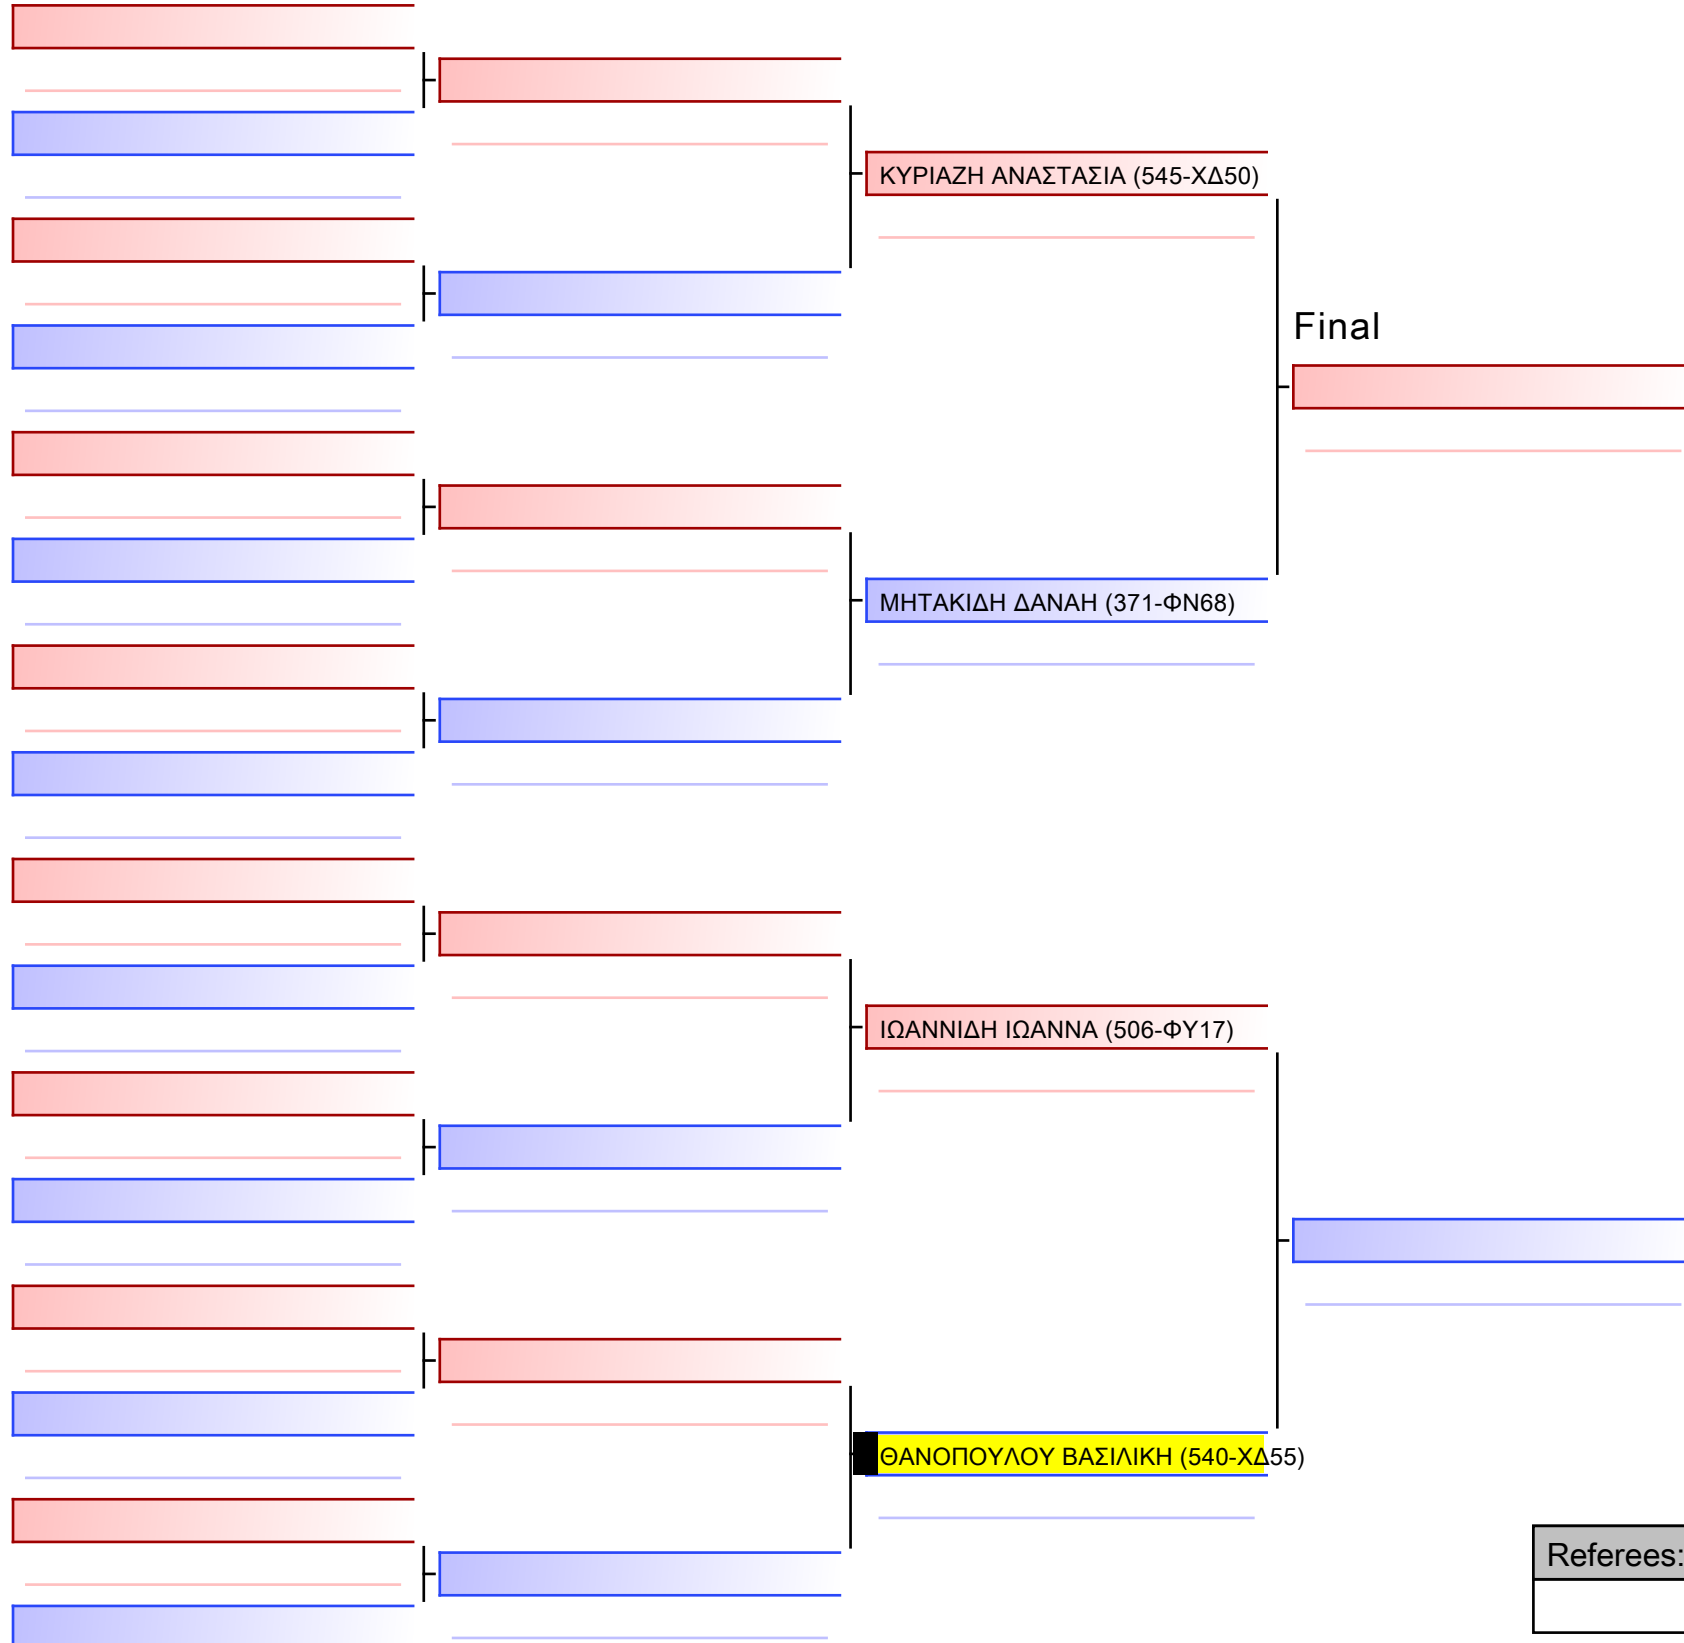 ΚΥΡΙΑΖΗ ΑΝΑΣΤΑΣΙΑ (545-ΧΔ50)
Final
ΜΗΤΑΚΙΔΗ ΔΑΝΑΗ (371-ΦΝ68)
ΙΩΑΝΝΙΔΗ ΙΩΑΝΝΑ (506-ΦΥ17)
ΘΑΝΟΠΟΥΛΟΥ ΒΑΣΙΛΙΚΗ (540-ΧΔ55)
Referees: